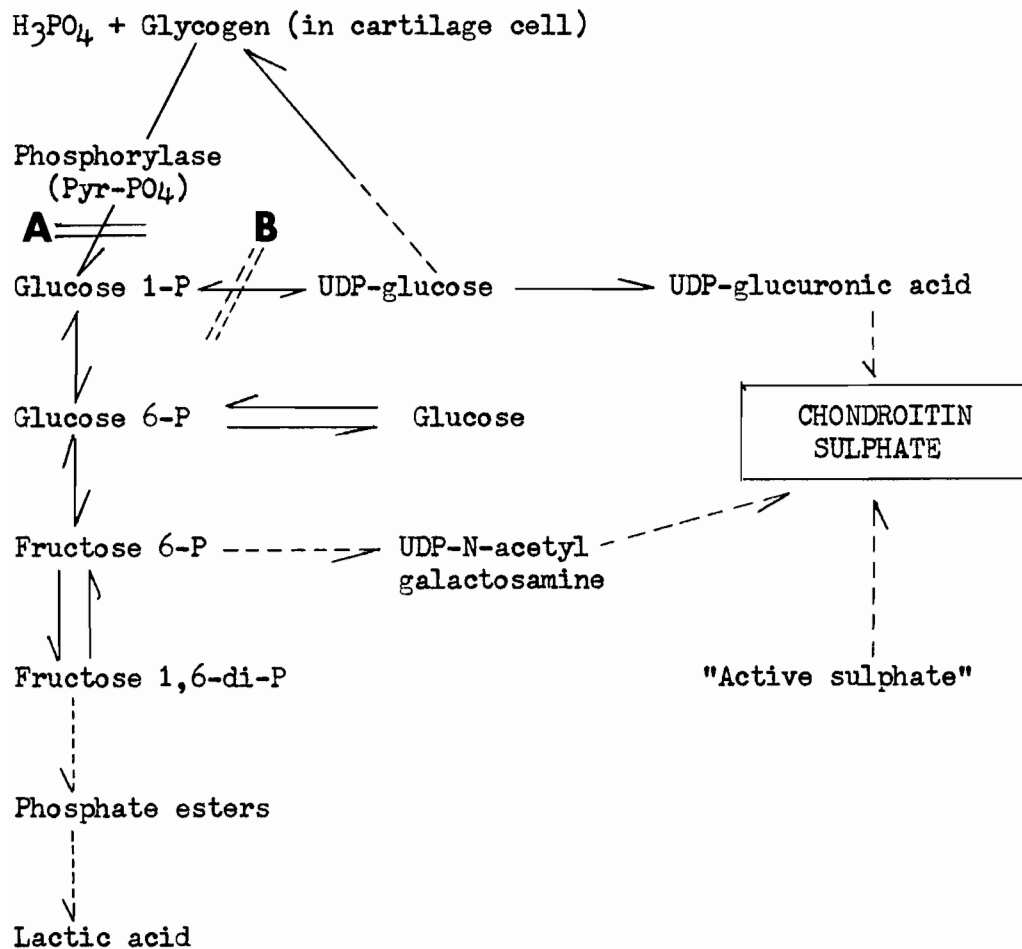 H3PO4 + Glycogen (in cartilage cell)
Phosphorylase
(Pyr-PO4)
A
B
Glucose 1-P
UDP-glucose
UDP-glucuronic acid
Glucose 6-P
Glucose
CHONDROITIN
SULPHATE
Fructose 6-P
UDP-N-acetyl
galactosamine
Fructose 1,6-di-P
"Active sulphate"
Phosphate esters
Lactic acid